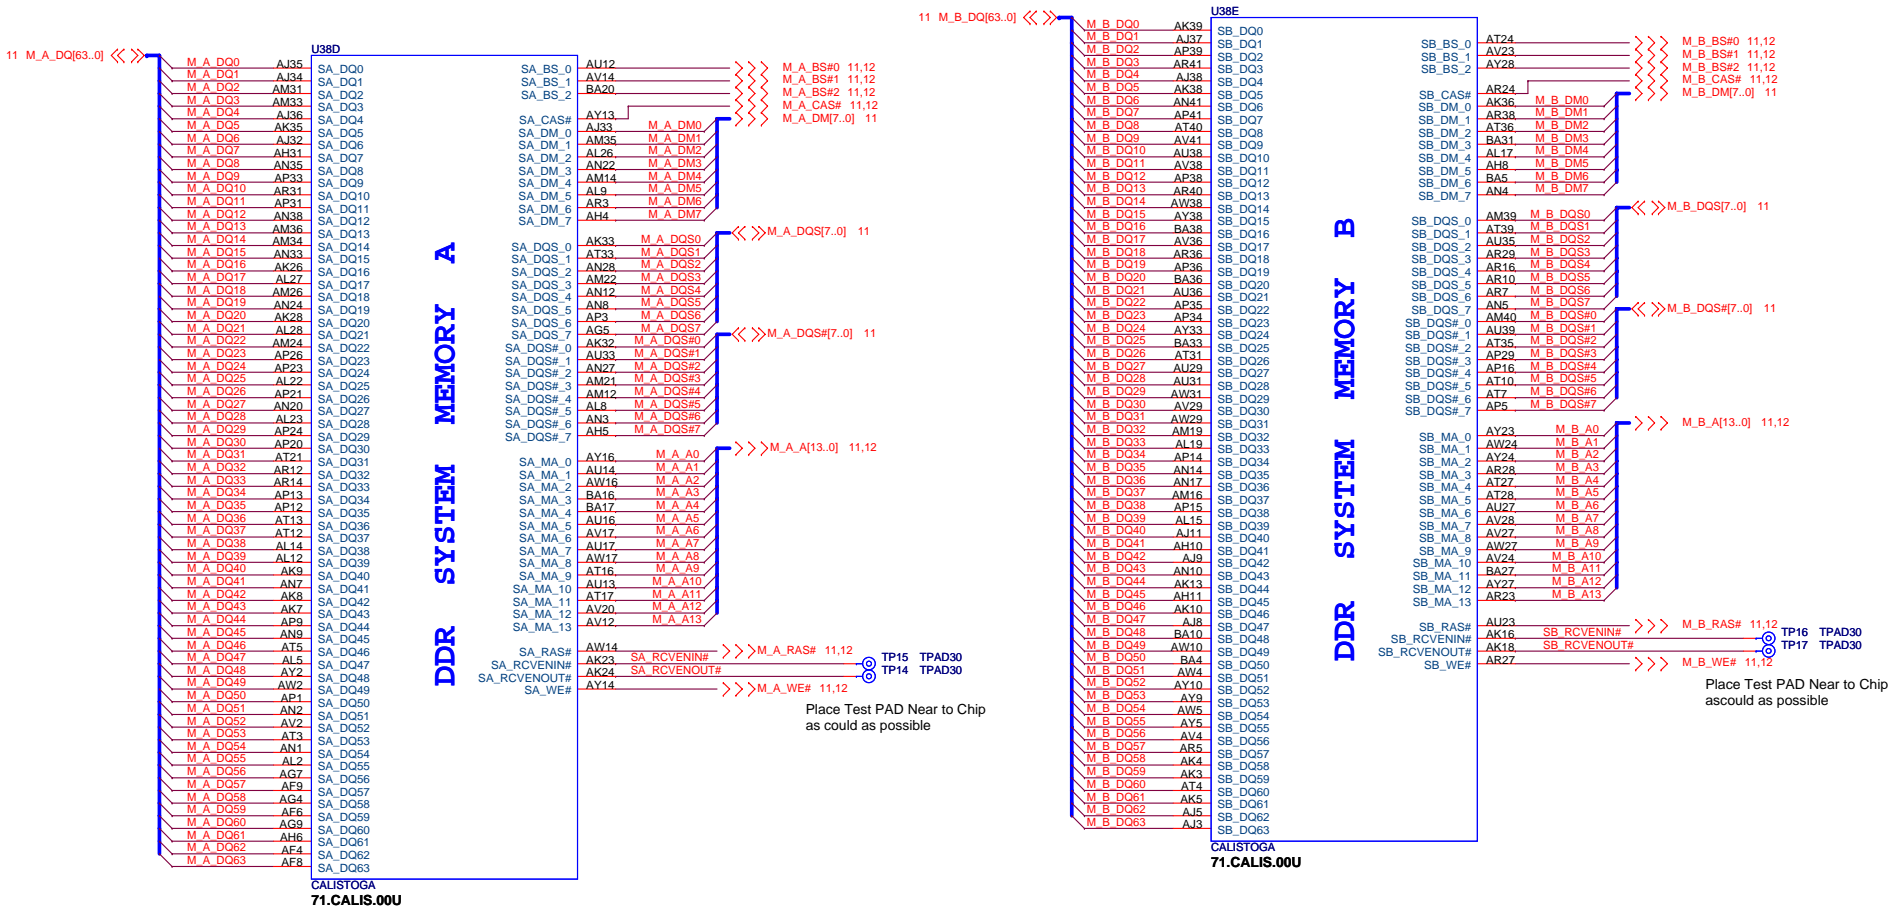 11 M_A_DQ[63..0]
U38D
M_A_DQ0 AJ35 SA_DQ0
M_A_DQ1 AJ34 SA_DQ1
M_A_DQ2 AM31 SA_DQ2
M_A_DQ3 AM33 SA_DQ3
M_A_DQ4 AJ36 SA_DQ4
M_A_DQ5 AK35 SA_DQ5
M_A_DQ6 AJ32 SA_DQ6
M_A_DQ7 AH31 SA_DQ7
M_A_DQ8 AN35 SA_DQ8
M_A_DQ9 AP33 SA_DQ9
M_A_DQ10 AR31 SA_DQ10
M_A_DQ11 AP31 SA_DQ11
M_A_DQ12 AN38 SA_DQ12
M_A_DQ13 AM36 SA_DQ13
M_A_DQ14 AM34 SA_DQ14
M_A_DQ15 AN33 SA_DQ15
M_A_DQ16 AK26 SA_DQ16
M_A_DQ17 AL27 SA_DQ17
M_A_DQ18 AM26 SA_DQ18
M_A_DQ19 AN24 SA_DQ19
M_A_DQ20 AK28 SA_DQ20
M_A_DQ21 AL28 SA_DQ21
M_A_DQ22 AM24 SA_DQ22
M_A_DQ23 AP26 SA_DQ23
M_A_DQ24 AP23 SA_DQ24
M_A_DQ25 AL22 SA_DQ25
M_A_DQ26 AP21 SA_DQ26
M_A_DQ27 AN20 SA_DQ27
M_A_DQ28 AL23 SA_DQ28
M_A_DQ29 AP24 SA_DQ29
M_A_DQ30 AP20 SA_DQ30
M_A_DQ31 AT21 SA_DQ31
M_A_DQ32 AR12 SA_DQ32
M_A_DQ33 AR14 SA_DQ33
M_A_DQ34 AP13 SA_DQ34
M_A_DQ35 AP12 SA_DQ35
M_A_DQ36 AT13 SA_DQ36
M_A_DQ37 AT12 SA_DQ37
M_A_DQ38 AL14 SA_DQ38
M_A_DQ39 AL12 SA_DQ39
M_A_DQ40 AK9 SA_DQ40
M_A_DQ41 AN7 SA_DQ41
M_A_DQ42 AK8 SA_DQ42
M_A_DQ43 AK7 SA_DQ43
M_A_DQ44 AP9 SA_DQ44
M_A_DQ45 AN9 SA_DQ45
M_A_DQ46 AT5 SA_DQ46
M_A_DQ47 AL5 SA_DQ47
M_A_DQ48 AY2 SA_DQ48
M_A_DQ49 AW2 SA_DQ49
M_A_DQ50 AP1 SA_DQ50
M_A_DQ51 AN2 SA_DQ51
M_A_DQ52 AV2 SA_DQ52
M_A_DQ53 AT3 SA_DQ53
M_A_DQ54 AN1 SA_DQ54
M_A_DQ55 AL2 SA_DQ55
M_A_DQ56 AG7 SA_DQ56
M_A_DQ57 AF9 SA_DQ57
M_A_DQ58 AG4 SA_DQ58
M_A_DQ59 AF6 SA_DQ59
M_A_DQ60 AG9 SA_DQ60
M_A_DQ61 AH6 SA_DQ61
M_A_DQ62 AF4 SA_DQ62
M_A_DQ63 AF8 SA_DQ63
DDR SYSTEM MEMORY A
SA_BS_0 AU12 M_A_BS#0 11,12
SA_BS_1 AV14 M_A_BS#1 11,12
SA_BS_2 BA20 M_A_BS#2 11,12
SA_CAS# AY13 M_A_CAS# 11,12
M_A_DM[7..0] 11
SA_DM_0 AJ33 M_A_DM0
SA_DM_1 AM35 M_A_DM1
SA_DM_2 AL26 M_A_DM2
SA_DM_3 AN22 M_A_DM3
SA_DM_4 AM14 M_A_DM4
SA_DM_5 AL9 M_A_DM5
SA_DM_6 AR3 M_A_DM6
SA_DM_7 AH4 M_A_DM7
M_A_DQS[7..0] 11
SA_DQS_0 AK33 M_A_DQS0
SA_DQS_1 AT33 M_A_DQS1
SA_DQS_2 AN28 M_A_DQS2
SA_DQS_3 AM22 M_A_DQS3
SA_DQS_4 AN12 M_A_DQS4
SA_DQS_5 AN8 M_A_DQS5
SA_DQS_6 AP3 M_A_DQS6
SA_DQS_7 AG5 M_A_DQS7
M_A_DQS#[7..0] 11
SA_DQS#_0 AK32 M_A_DQS#0
SA_DQS#_1 AU33 M_A_DQS#1
SA_DQS#_2 AN27 M_A_DQS#2
SA_DQS#_3 AM21 M_A_DQS#3
SA_DQS#_4 AM12 M_A_DQS#4
SA_DQS#_5 AL8 M_A_DQS#5
SA_DQS#_6 AN3 M_A_DQS#6
SA_DQS#_7 AH5 M_A_DQS#7
M_A_A[13..0] 11,12
SA_MA_0 AY16 M_A_A0
SA_MA_1 AU14 M_A_A1
SA_MA_2 AW16 M_A_A2
SA_MA_3 BA16 M_A_A3
SA_MA_4 BA17 M_A_A4
SA_MA_5 AU16 M_A_A5
SA_MA_6 AV17 M_A_A6
SA_MA_7 AU17 M_A_A7
SA_MA_8 AW17 M_A_A8
SA_MA_9 AT16 M_A_A9
SA_MA_10 AU13 M_A_A10
SA_MA_11 AT17 M_A_A11
SA_MA_12 AV20 M_A_A12
SA_MA_13 AV12 M_A_A13
SA_RAS# AW14 M_A_RAS# 11,12
SA_RCVENIN# AK23 SA_RCVENIN# TP15 TPAD30
SA_RCVENOUT# AK24 SA_RCVENOUT# TP14 TPAD30
SA_WE# AY14 M_A_WE# 11,12
Place Test PAD Near to Chip
as could as possible
CALISTOGA
71.CALIS.00U
11 M_B_DQ[63..0]
U38E
M_B_DQ0 AK39 SB_DQ0
M_B_DQ1 AJ37 SB_DQ1
M_B_DQ2 AP39 SB_DQ2
M_B_DQ3 AR41 SB_DQ3
M_B_DQ4 AJ38 SB_DQ4
M_B_DQ5 AK38 SB_DQ5
M_B_DQ6 AN41 SB_DQ6
M_B_DQ7 AP41 SB_DQ7
M_B_DQ8 AT40 SB_DQ8
M_B_DQ9 AV41 SB_DQ9
M_B_DQ10 AU38 SB_DQ10
M_B_DQ11 AV38 SB_DQ11
M_B_DQ12 AP38 SB_DQ12
M_B_DQ13 AR40 SB_DQ13
M_B_DQ14 AW38 SB_DQ14
M_B_DQ15 AY38 SB_DQ15
M_B_DQ16 BA38 SB_DQ16
M_B_DQ17 AV36 SB_DQ17
M_B_DQ18 AR36 SB_DQ18
M_B_DQ19 AP36 SB_DQ19
M_B_DQ20 BA36 SB_DQ20
M_B_DQ21 AU36 SB_DQ21
M_B_DQ22 AP35 SB_DQ22
M_B_DQ23 AP34 SB_DQ23
M_B_DQ24 AY33 SB_DQ24
M_B_DQ25 BA33 SB_DQ25
M_B_DQ26 AT31 SB_DQ26
M_B_DQ27 AU29 SB_DQ27
M_B_DQ28 AU31 SB_DQ28
M_B_DQ29 AW31 SB_DQ29
M_B_DQ30 AV29 SB_DQ30
M_B_DQ31 AW29 SB_DQ31
M_B_DQ32 AM19 SB_DQ32
M_B_DQ33 AL19 SB_DQ33
M_B_DQ34 AP14 SB_DQ34
M_B_DQ35 AN14 SB_DQ35
M_B_DQ36 AN17 SB_DQ36
M_B_DQ37 AM16 SB_DQ37
M_B_DQ38 AP15 SB_DQ38
M_B_DQ39 AL15 SB_DQ39
M_B_DQ40 AJ11 SB_DQ40
M_B_DQ41 AH10 SB_DQ41
M_B_DQ42 AJ9 SB_DQ42
M_B_DQ43 AN10 SB_DQ43
M_B_DQ44 AK13 SB_DQ44
M_B_DQ45 AH11 SB_DQ45
M_B_DQ46 AK10 SB_DQ46
M_B_DQ47 AJ8 SB_DQ47
M_B_DQ48 BA10 SB_DQ48
M_B_DQ49 AW10 SB_DQ49
M_B_DQ50 BA4 SB_DQ50
M_B_DQ51 AW4 SB_DQ51
M_B_DQ52 AY10 SB_DQ52
M_B_DQ53 AY9 SB_DQ53
M_B_DQ54 AW5 SB_DQ54
M_B_DQ55 AY5 SB_DQ55
M_B_DQ56 AV4 SB_DQ56
M_B_DQ57 AR5 SB_DQ57
M_B_DQ58 AK4 SB_DQ58
M_B_DQ59 AK3 SB_DQ59
M_B_DQ60 AT4 SB_DQ60
M_B_DQ61 AK5 SB_DQ61
M_B_DQ62 AJ5 SB_DQ62
M_B_DQ63 AJ3 SB_DQ63
DDR SYSTEM MEMORY B
SB_BS_0 AT24 M_B_BS#0 11,12
SB_BS_1 AV23 M_B_BS#1 11,12
SB_BS_2 AY28 M_B_BS#2 11,12
SB_CAS# AR24 M_B_CAS# 11,12
M_B_DM[7..0] 11
SB_DM_0 AK36 M_B_DM0
SB_DM_1 AR38 M_B_DM1
SB_DM_2 AT36 M_B_DM2
SB_DM_3 BA31 M_B_DM3
SB_DM_4 AL17 M_B_DM4
SB_DM_5 AH8 M_B_DM5
SB_DM_6 BA5 M_B_DM6
SB_DM_7 AN4 M_B_DM7
M_B_DQS[7..0] 11
SB_DQS_0 AM39 M_B_DQS0
SB_DQS_1 AT39 M_B_DQS1
SB_DQS_2 AU35 M_B_DQS2
SB_DQS_3 AR29 M_B_DQS3
SB_DQS_4 AR16 M_B_DQS4
SB_DQS_5 AR10 M_B_DQS5
SB_DQS_6 AR7 M_B_DQS6
SB_DQS_7 AN5 M_B_DQS7
M_B_DQS#[7..0] 11
SB_DQS#_0 AM40 M_B_DQS#0
SB_DQS#_1 AU39 M_B_DQS#1
SB_DQS#_2 AT35 M_B_DQS#2
SB_DQS#_3 AP29 M_B_DQS#3
SB_DQS#_4 AP16 M_B_DQS#4
SB_DQS#_5 AT10 M_B_DQS#5
SB_DQS#_6 AT7 M_B_DQS#6
SB_DQS#_7 AP5 M_B_DQS#7
M_B_A[13..0] 11,12
SB_MA_0 AY23 M_B_A0
SB_MA_1 AW24 M_B_A1
SB_MA_2 AY24 M_B_A2
SB_MA_3 AR28 M_B_A3
SB_MA_4 AT27 M_B_A4
SB_MA_5 AT28 M_B_A5
SB_MA_6 AU27 M_B_A6
SB_MA_7 AV28 M_B_A7
SB_MA_8 AV27 M_B_A8
SB_MA_9 AW27 M_B_A9
SB_MA_10 AV24 M_B_A10
SB_MA_11 BA27 M_B_A11
SB_MA_12 AY27 M_B_A12
SB_MA_13 AR23 M_B_A13
SB_RAS# AU23 M_B_RAS# 11,12
SB_RCVENIN# AK16 SB_RCVENIN# TP16 TPAD30
SB_RCVENOUT# AK18 SB_RCVENOUT# TP17 TPAD30
SB_WE# AR27 M_B_WE# 11,12
Place Test PAD Near to Chip
ascould as possible
CALISTOGA
71.CALIS.00U